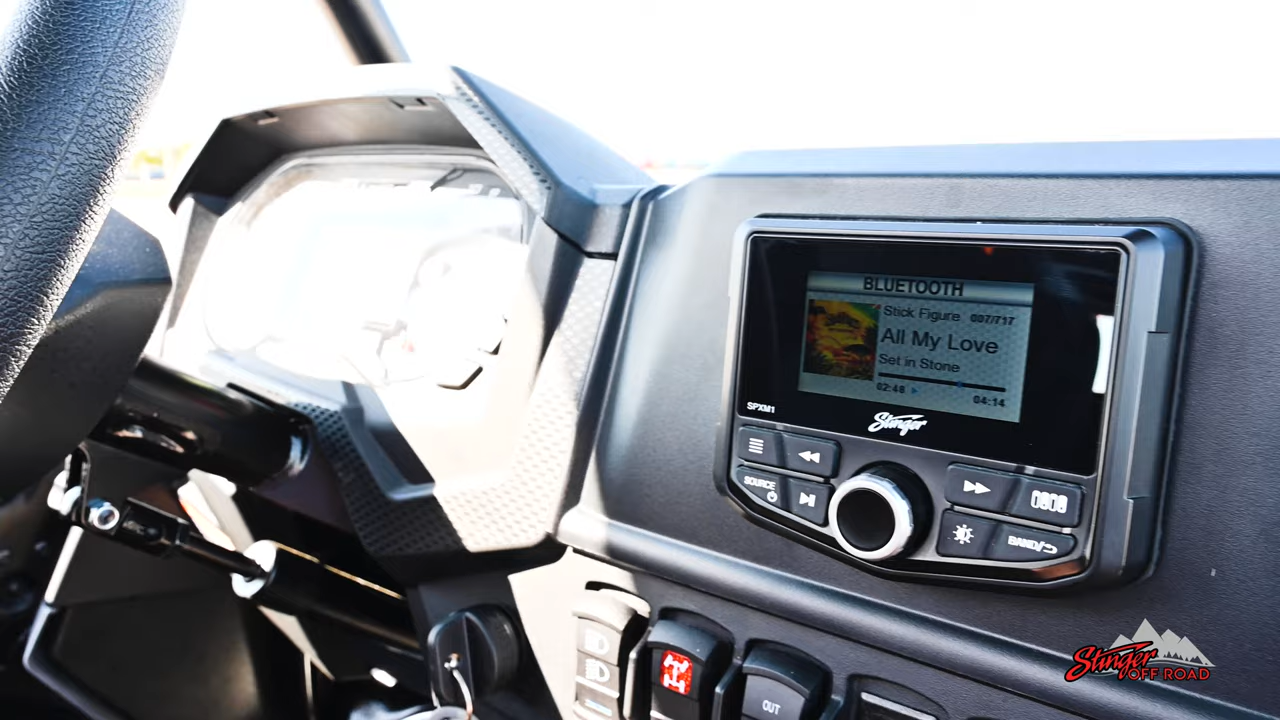 BLUETOOTH
Stick Figure 007/717
All My Love
Set in Stone
02:48
04:14
SPXM1
Stinger
SOURCE
BAND/
OUT
Stinger
OFF ROAD